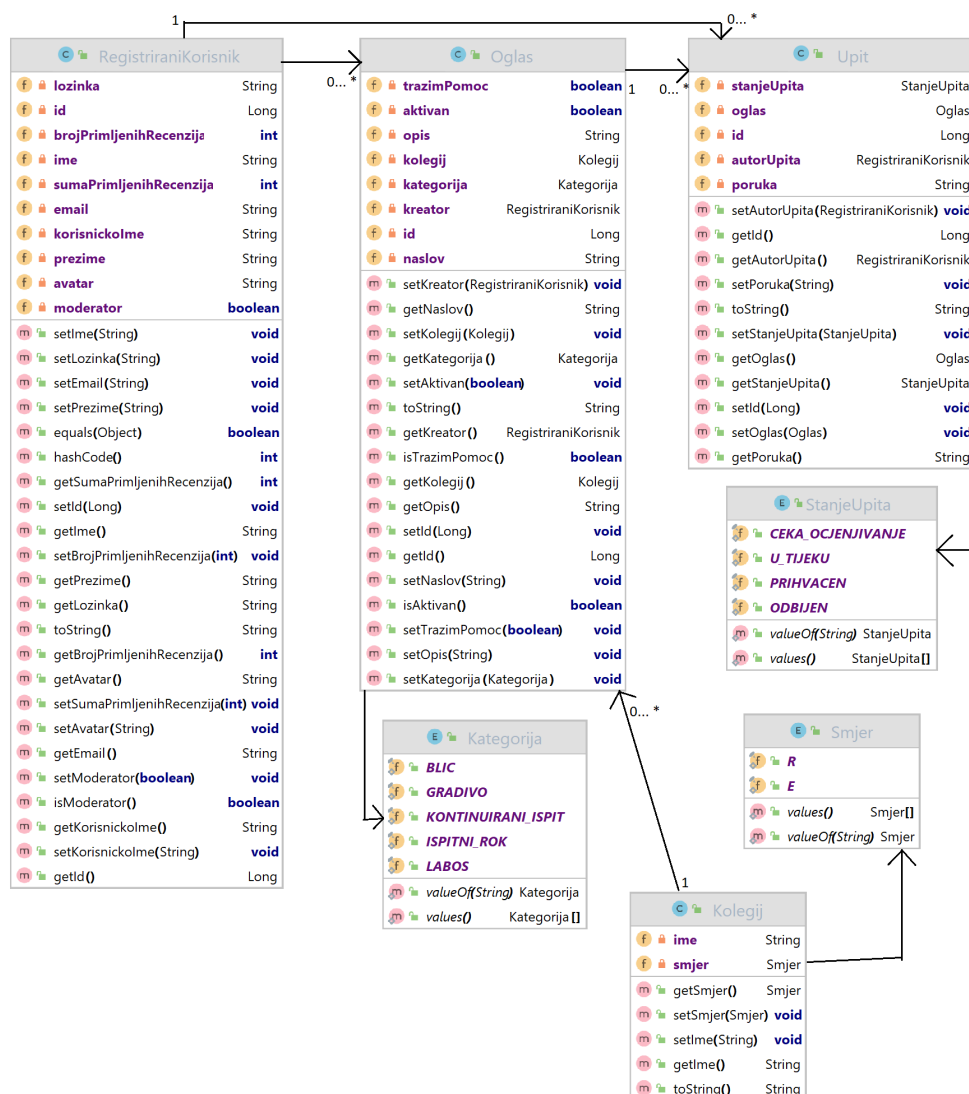 1
0... *
RegistriraniKorisnik
lozinka String
id Long
brojPrimljenihRecenzija int
ime String
sumaPrimljenihRecenzija int
email String
korisnickoIme String
prezime String
avatar String
moderator boolean
setIme(String) void
setLozinka(String) void
setEmail(String) void
setPrezime(String) void
equals(Object) boolean
hashCode() int
getSumaPrimljenihRecenzija() int
setId(Long) void
getIme() String
setBrojPrimljenihRecenzija(int) void
getPrezime() String
getLozinka() String
toString() String
getBrojPrimljenihRecenzija() int
getAvatar() String
setSumaPrimljenihRecenzija(int) void
setAvatar(String) void
getEmail() String
setModerator(boolean) void
isModerator() boolean
getKorisnickoIme() String
setKorisnickoIme(String) void
getId() Long
0... *
Oglas
trazimPomoc boolean
aktivan boolean
opis String
kolegij Kolegij
kategorija Kategorija
kreator RegistriraniKorisnik
id Long
naslov String
setKreator(RegistriraniKorisnik) void
getNaslov() String
setKolegij(Kolegij) void
getKategorija() Kategorija
setAktivan(boolean) void
toString() String
getKreator() RegistriraniKorisnik
isTrazimPomoc() boolean
getKolegij() Kolegij
getOpis() String
setId(Long) void
getId() Long
setNaslov(String) void
isAktivan() boolean
setTrazimPomoc(boolean) void
setOpis(String) void
setKategorija(Kategorija) void
1
0... *
Upit
stanjeUpita StanjeUpita
oglas Oglas
id Long
autorUpita RegistriraniKorisnik
poruka String
setAutorUpita(RegistriraniKorisnik) void
getId() Long
getAutorUpita() RegistriraniKorisnik
setPoruka(String) void
toString() String
setStanjeUpita(StanjeUpita) void
getOglas() Oglas
getStanjeUpita() StanjeUpita
setId(Long) void
setOglas(Oglas) void
getPoruka() String
StanjeUpita
CEKA_OCJENJIVANJE
U_TIJEKU
PRIHVACEN
ODBIJEN
valueOf(String) StanjeUpita
values() StanjeUpita[]
0... *
Kategorija
BLIC
GRADIVO
KONTINUIRANI_ISPIT
ISPITNI_ROK
LABOS
valueOf(String) Kategorija
values() Kategorija[]
Smjer
R
E
values() Smjer[]
valueOf(String) Smjer
1
Kolegij
ime String
smjer Smjer
getSmjer() Smjer
setSmjer(Smjer) void
setIme(String) void
getIme() String
toString() String